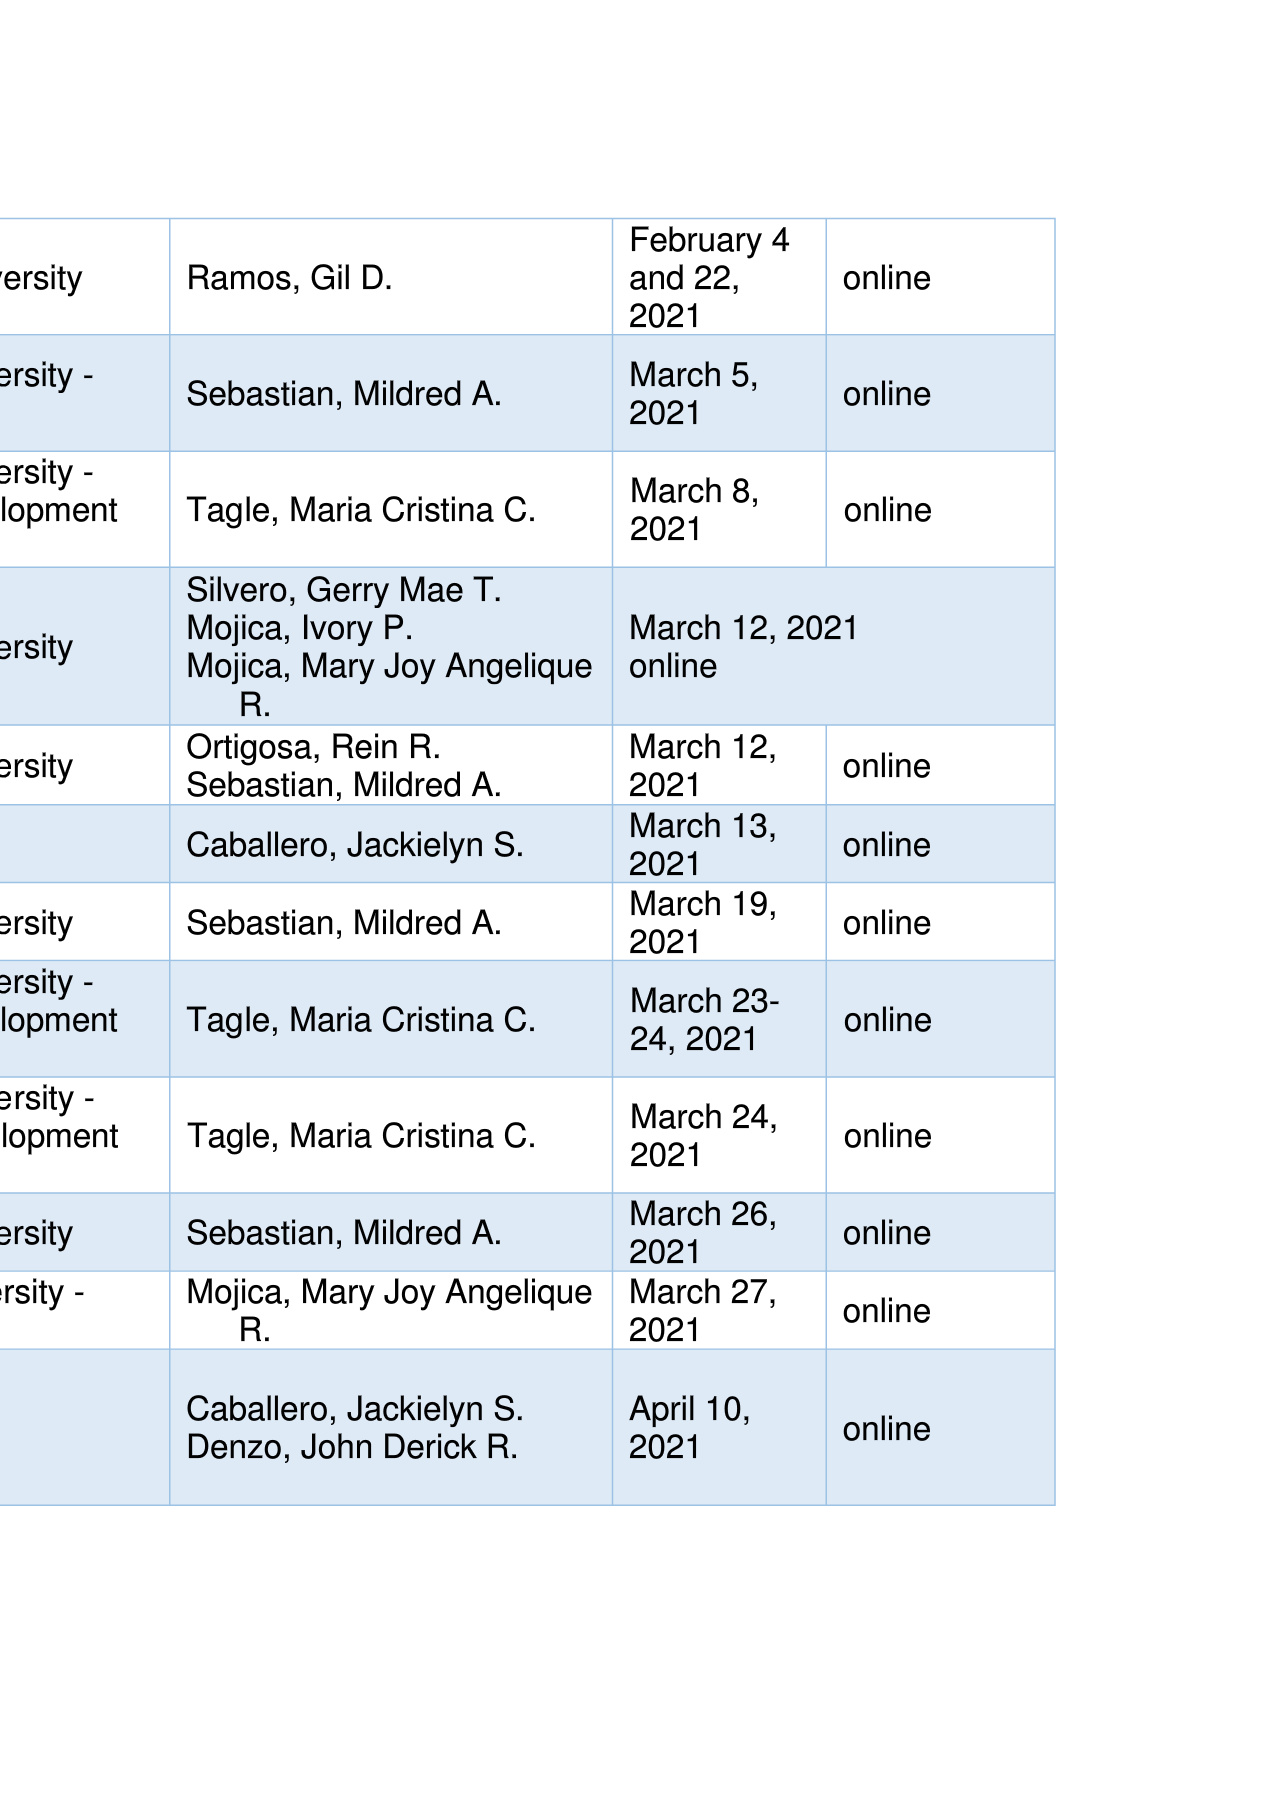 versity
Ramos, Gil D.
February 4
and 22,
2021
online
ersity -
Sebastian, Mildred A.
March 5,
2021
online
ersity -
lopment
Tagle, Maria Cristina C.
March 8,
2021
online
ersity
Silvero, Gerry Mae T.
Mojica, Ivory P.
Mojica, Mary Joy Angelique
R.
March 12, 2021
online
ersity
Ortigosa, Rein R.
Sebastian, Mildred A.
March 12,
2021
online
Caballero, Jackielyn S.
March 13,
2021
online
ersity
Sebastian, Mildred A.
March 19,
2021
online
ersity -
lopment
Tagle, Maria Cristina C.
March 23-
24, 2021
online
ersity -
lopment
Tagle, Maria Cristina C.
March 24,
2021
online
ersity
Sebastian, Mildred A.
March 26,
2021
online
ersity -
Mojica, Mary Joy Angelique
R.
March 27,
2021
online
Caballero, Jackielyn S.
Denzo, John Derick R.
April 10,
2021
online